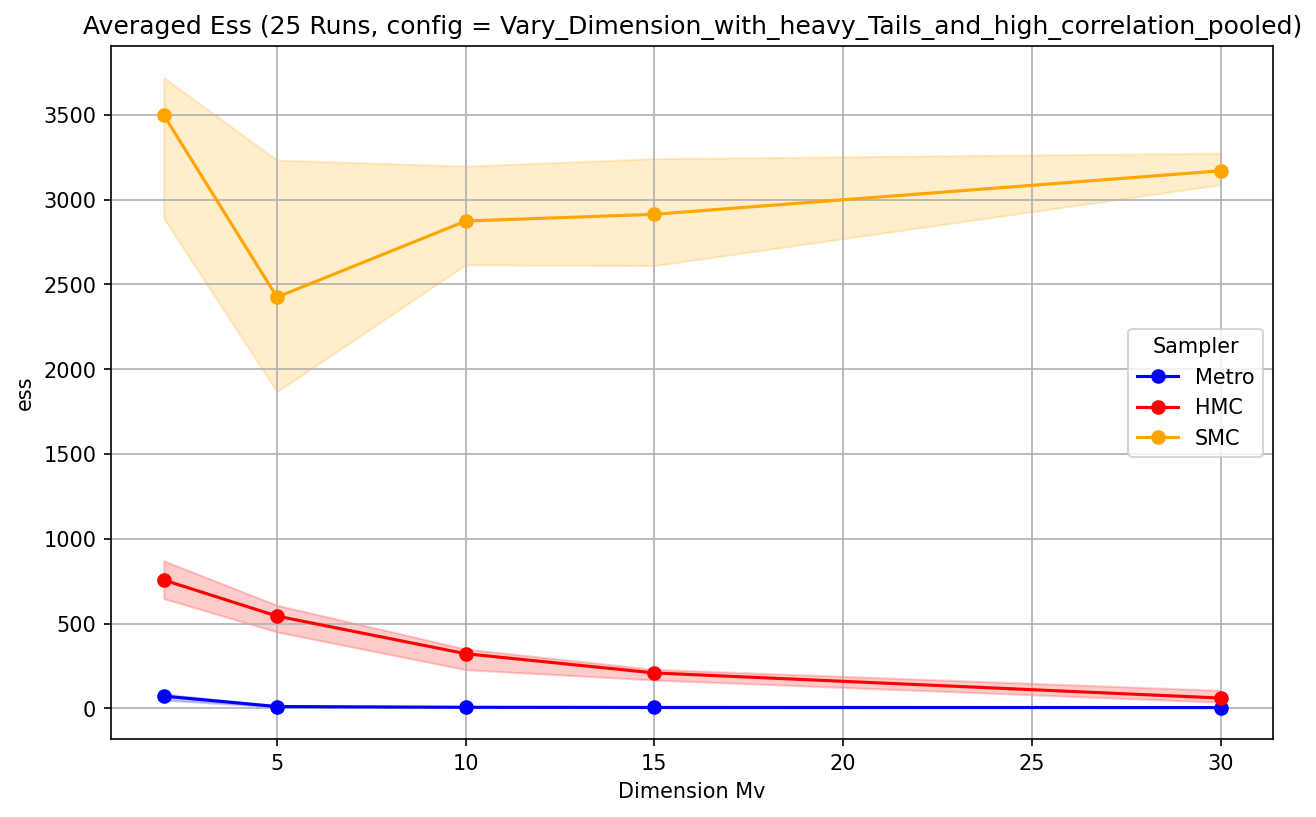 Averaged Ess (25 Runs, config = Vary_Dimension_with_heavy_Tails_and_high_correlation_pooled)
ess
3500
3000
2500
2000
1500
1000
500
0
Sampler
Metro
HMC
SMC
5 10 15 20 25 30
Dimension Mv